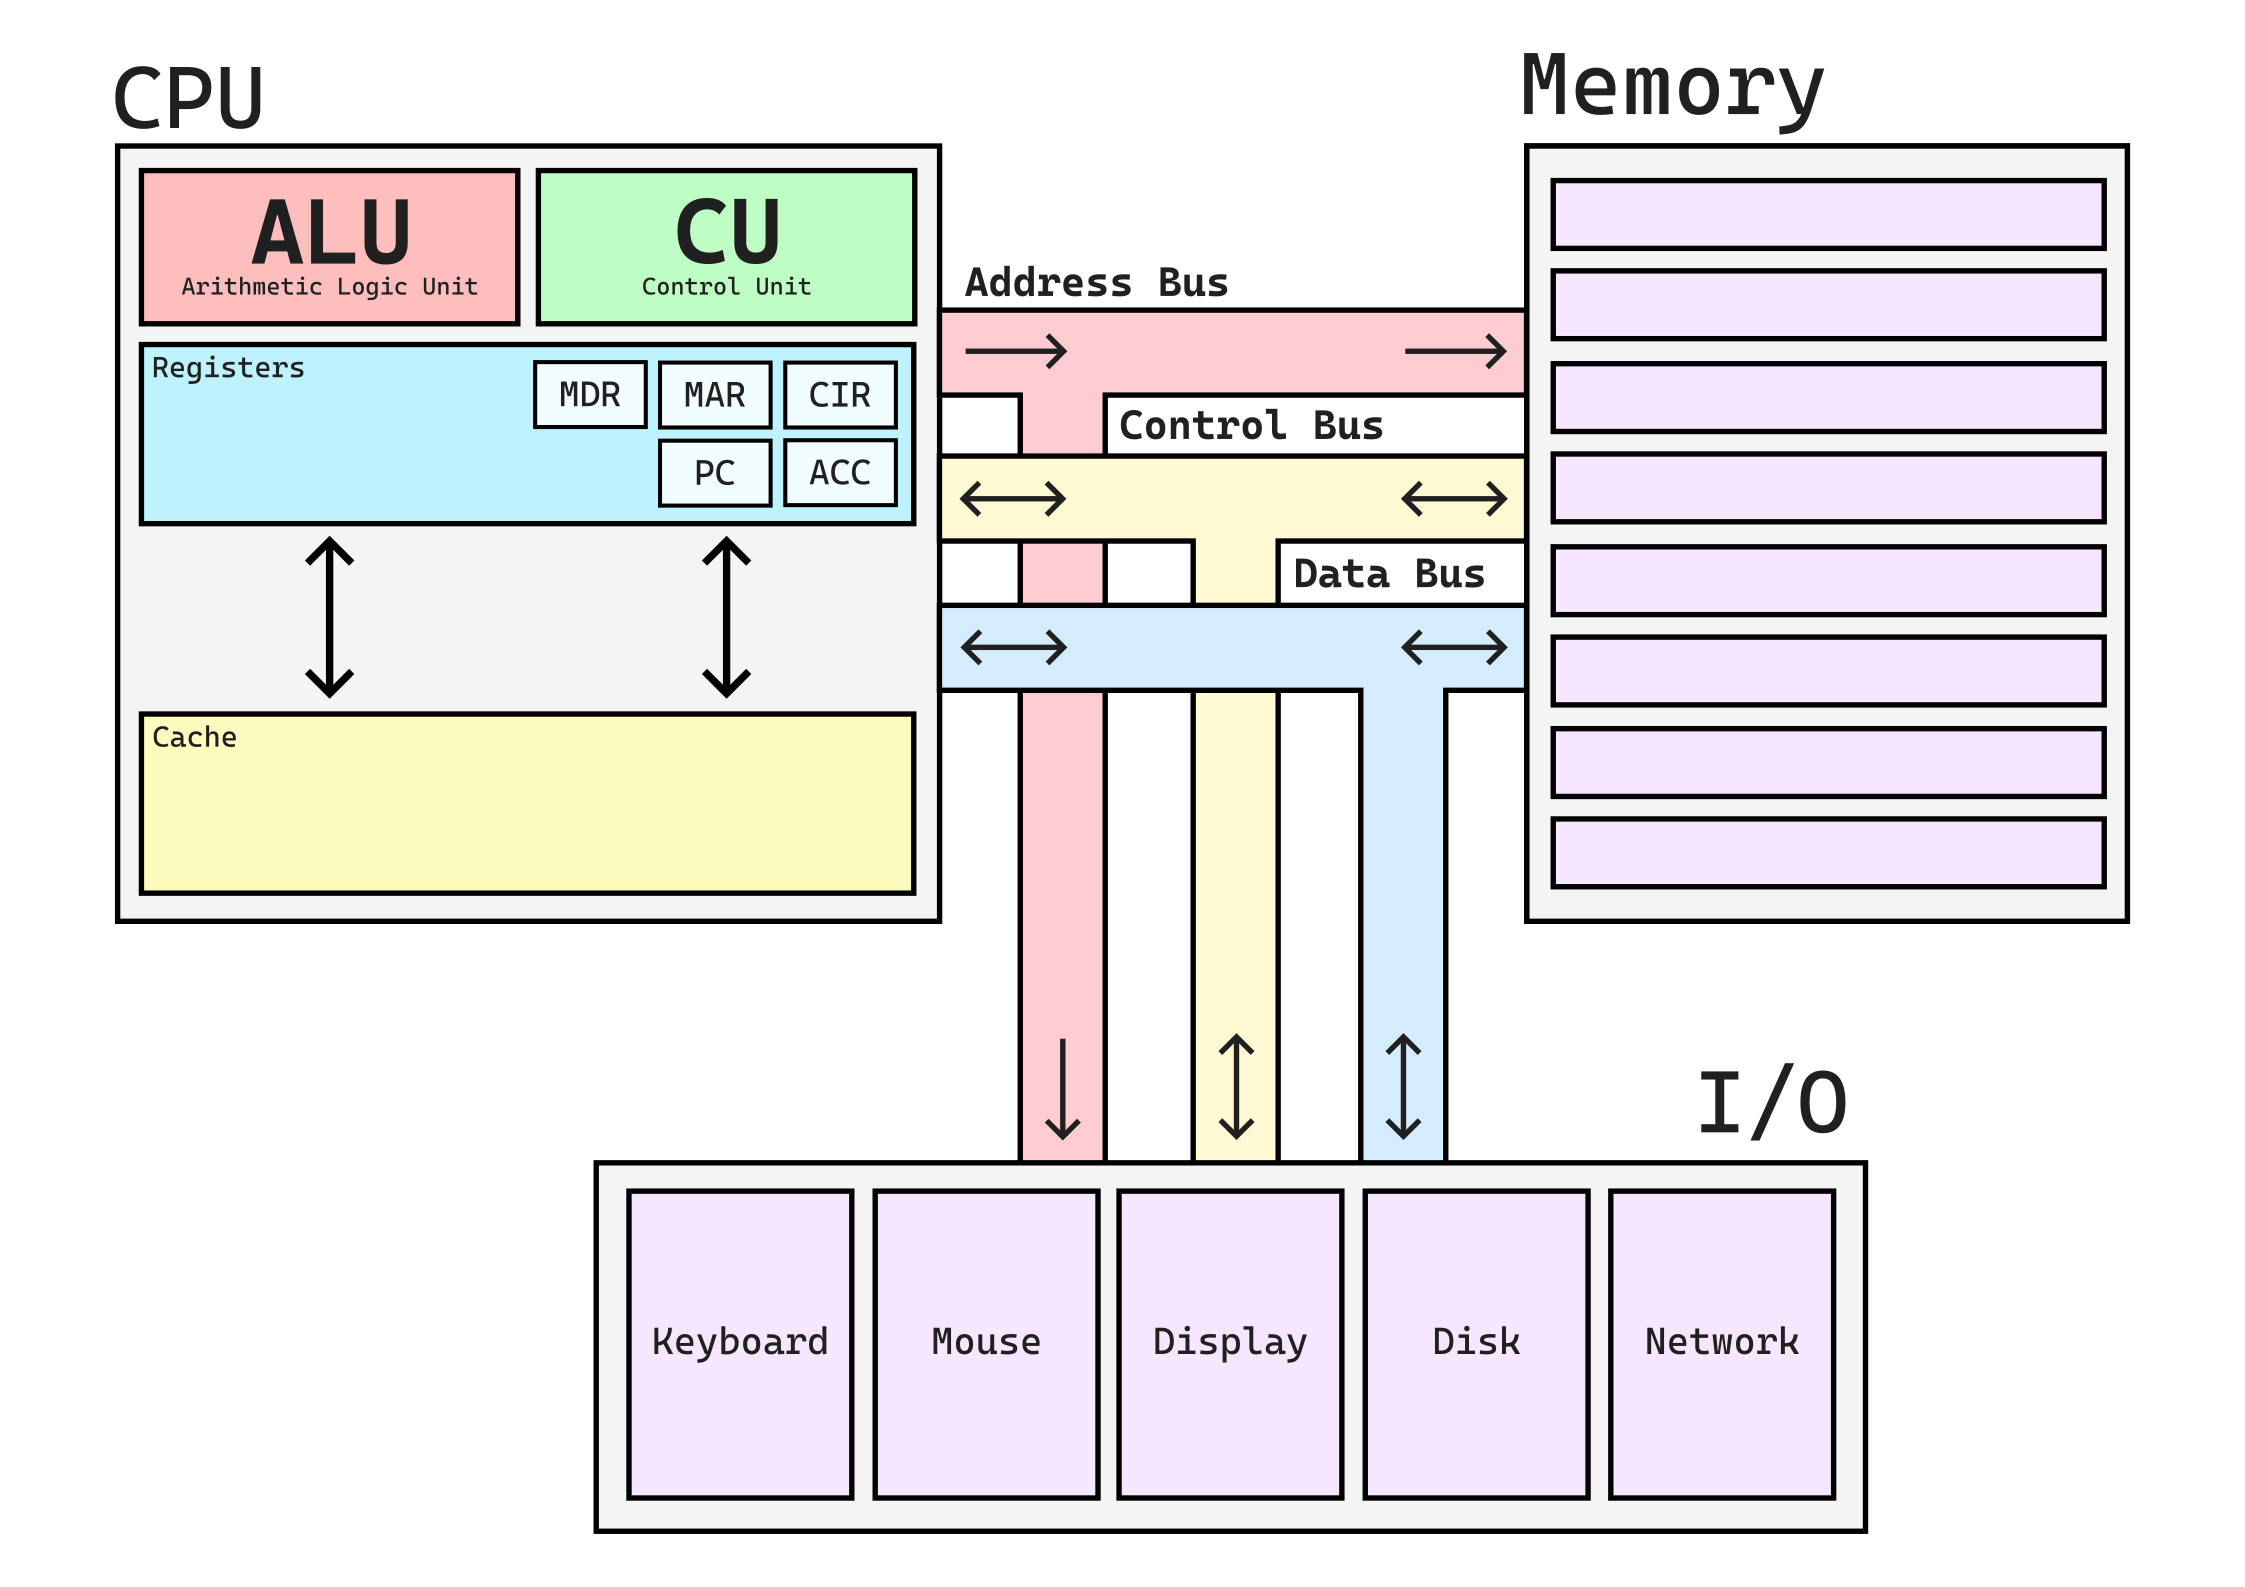 CPU
Memory
ALU
Arithmetic Logic Unit
CU
Control Unit
Address Bus
Registers
MDR
MAR
CIR
PC
ACC
Control Bus
Data Bus
Cache
I/O
Keyboard
Mouse
Display
Disk
Network